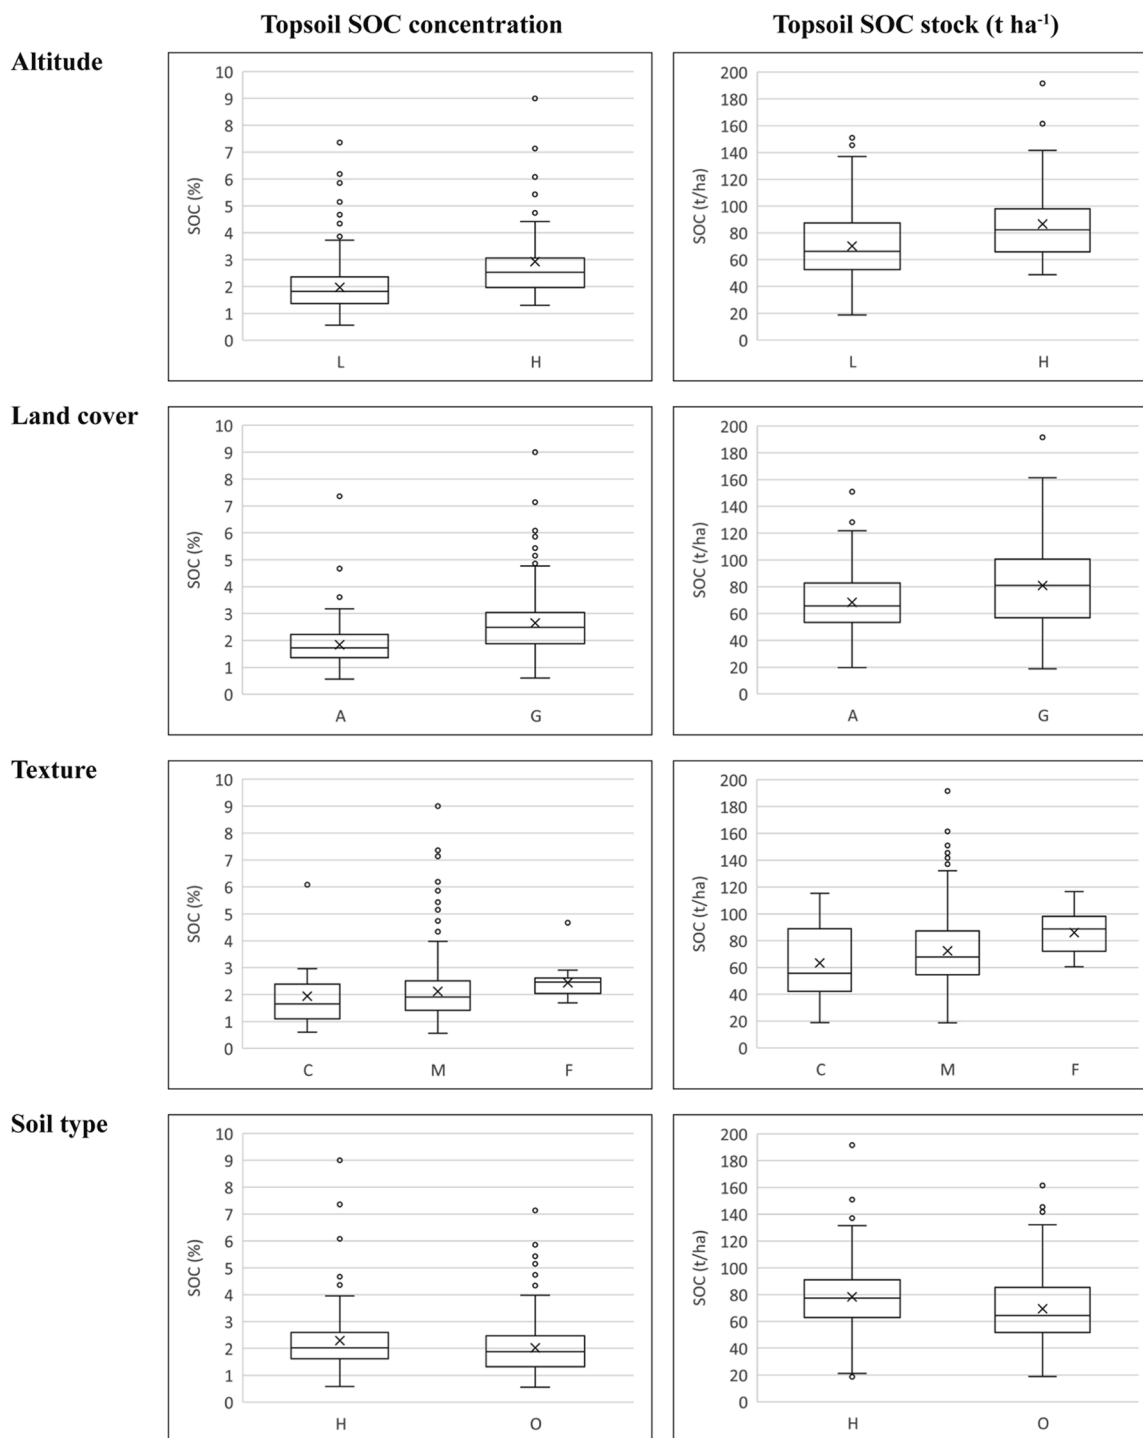 Topsoil SOC concentration
Topsoil SOC stock (t ha-1)
Altitude
10
9
8
7
6
5
4
3
2
1
0
SOC (%)
L
H
200
180
160
140
120
100
80
60
40
20
0
SOC (t/ha)
L
H
Land cover
10
9
8
7
6
5
4
3
2
1
0
SOC (%)
A
G
200
180
160
140
120
100
80
60
40
20
0
SOC (t/ha)
A
G
Texture
10
9
8
7
6
5
4
3
2
1
0
SOC (%)
C
M
F
200
180
160
140
120
100
80
60
40
20
0
SOC (t/ha)
C
M
F
Soil type
10
9
8
7
6
5
4
3
2
1
0
SOC (%)
H
O
200
180
160
140
120
100
80
60
40
20
0
SOC (t/ha)
H
O